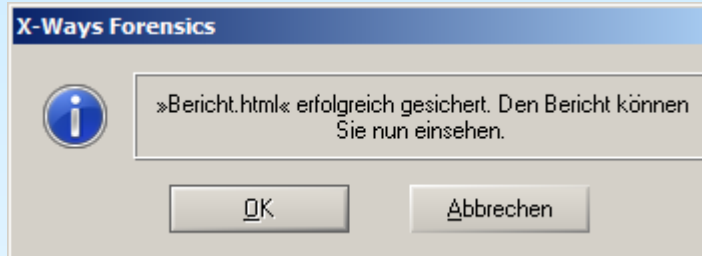 X-Ways Forensics
»Bericht.html« erfolgreich gesichert. Den Bericht können
Sie nun einsehen.
OK
Abbrechen